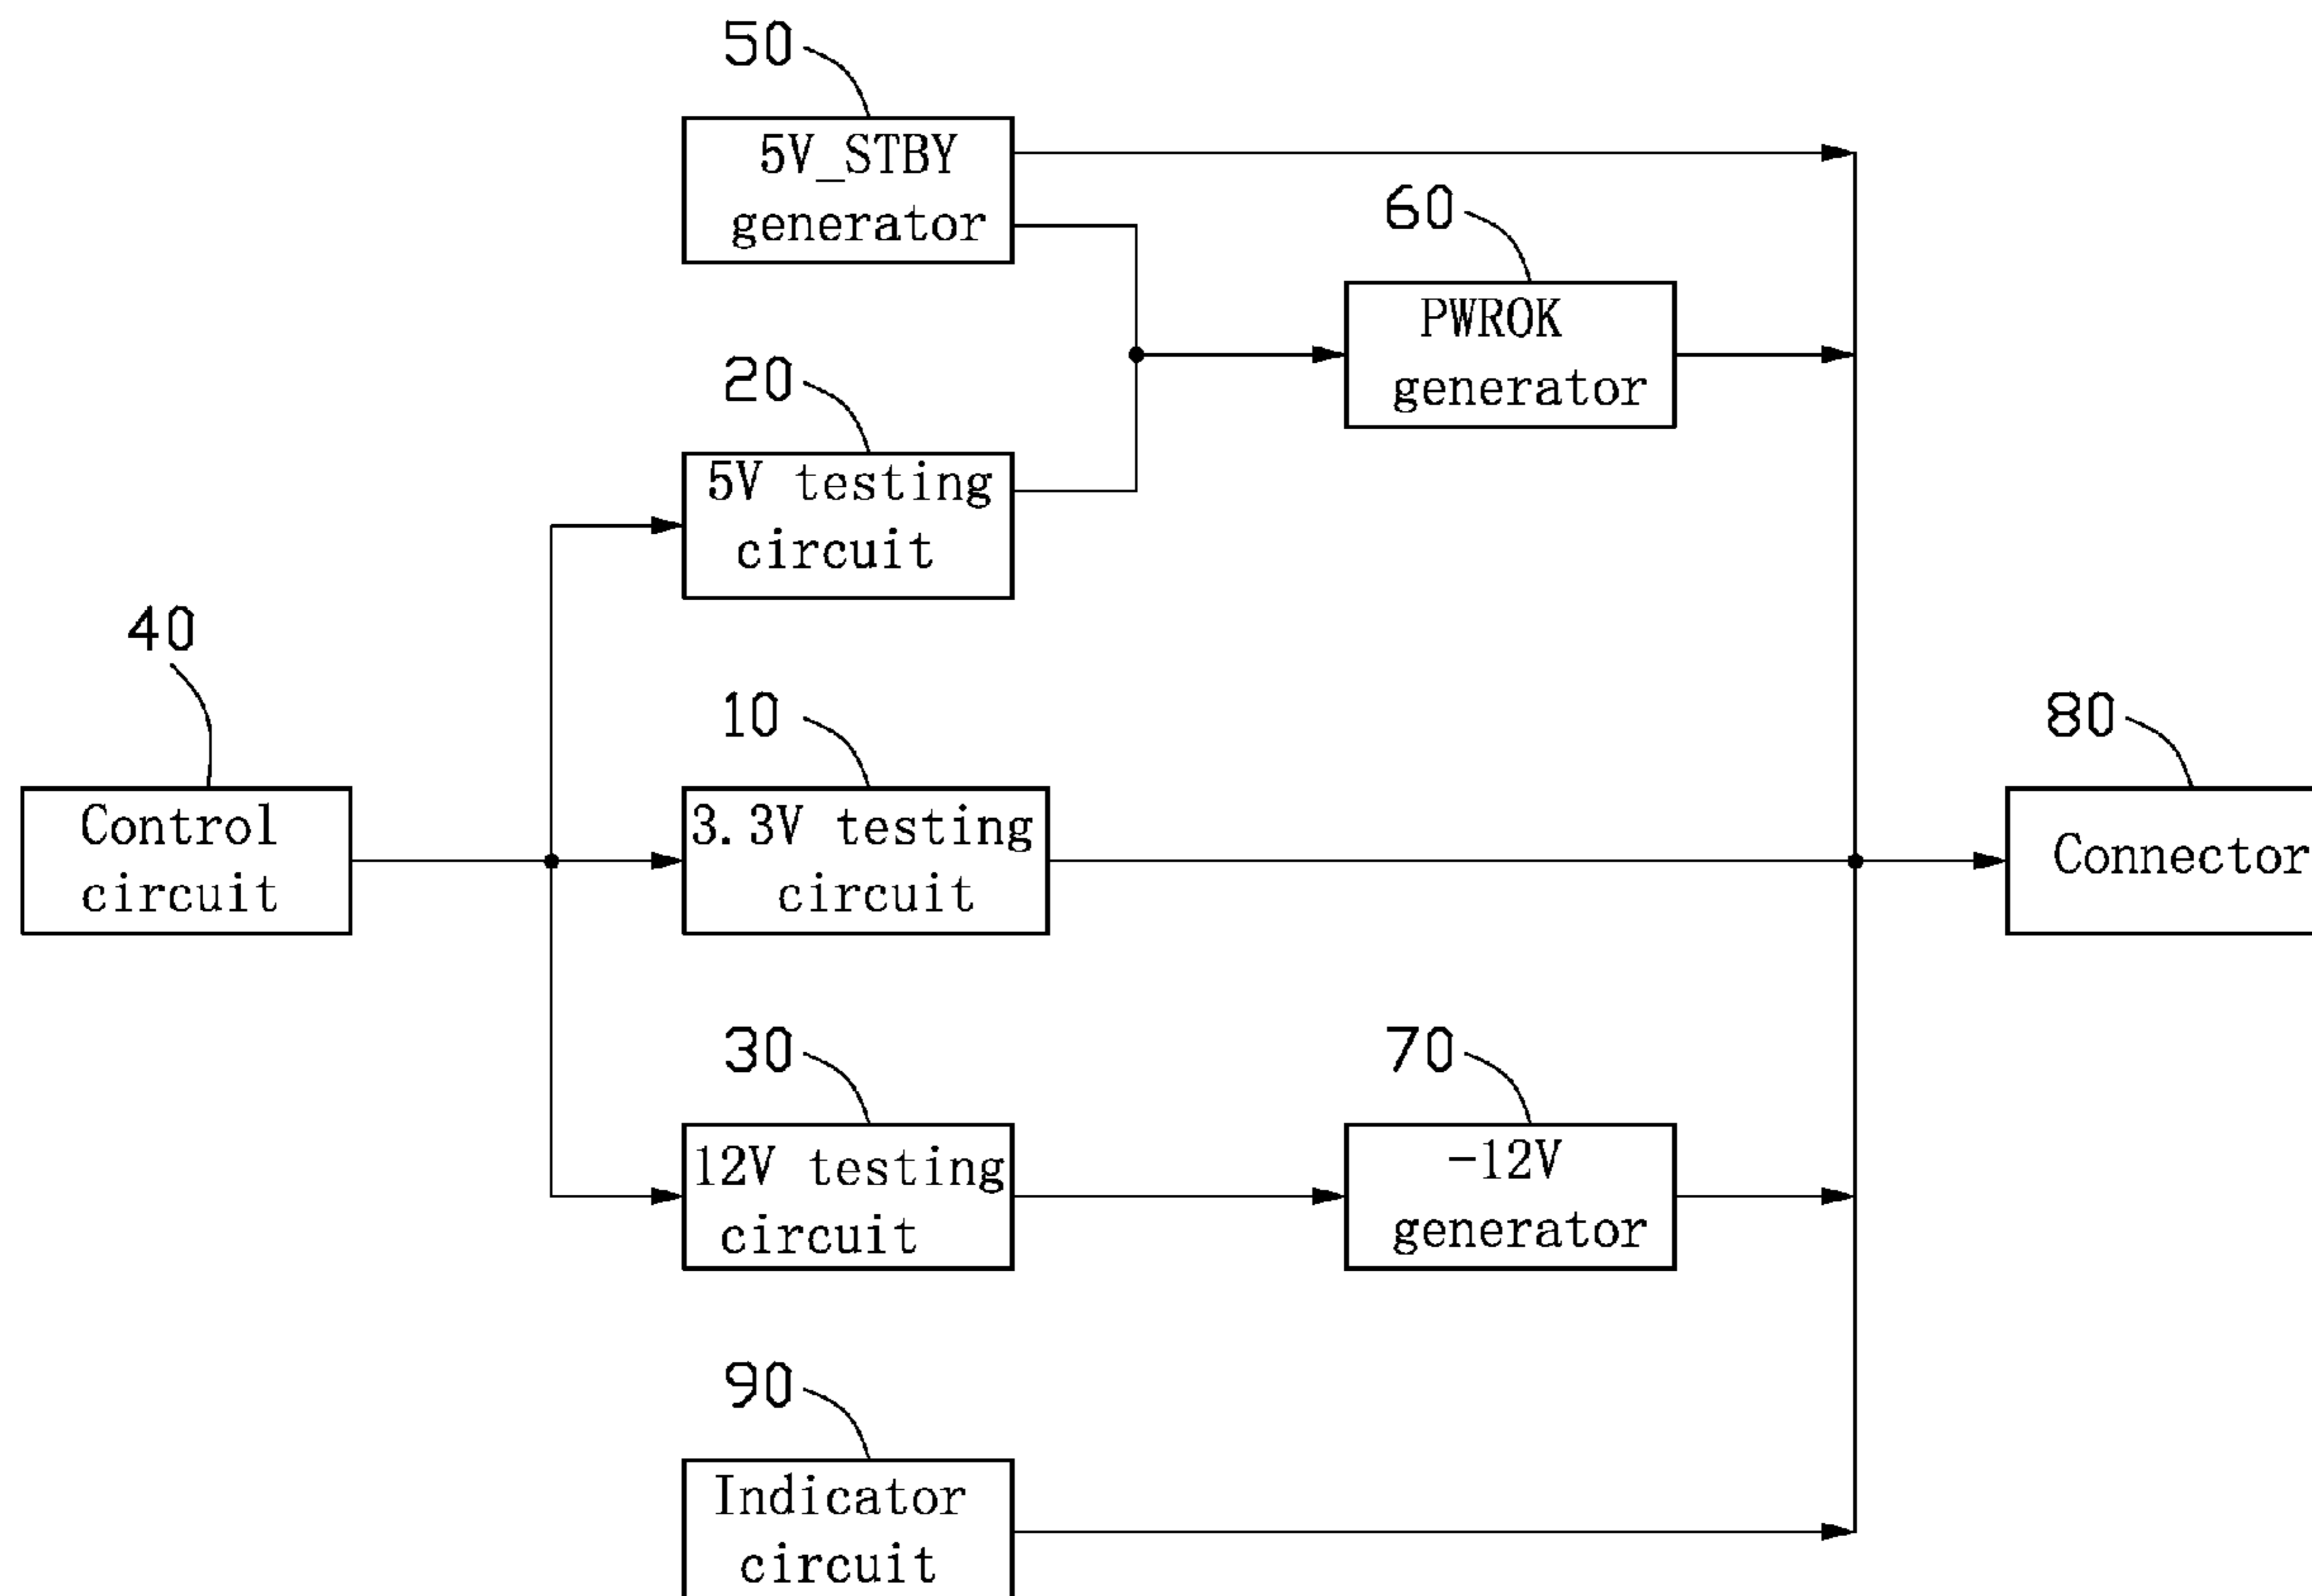 50
5V_STBY
generator
60
PWROK
generator
20
5V testing
circuit
40
Control
circuit
10
3.3V testing
circuit
80
Connector
30
12V testing
circuit
70
-12V
generator
90
Indicator
circuit